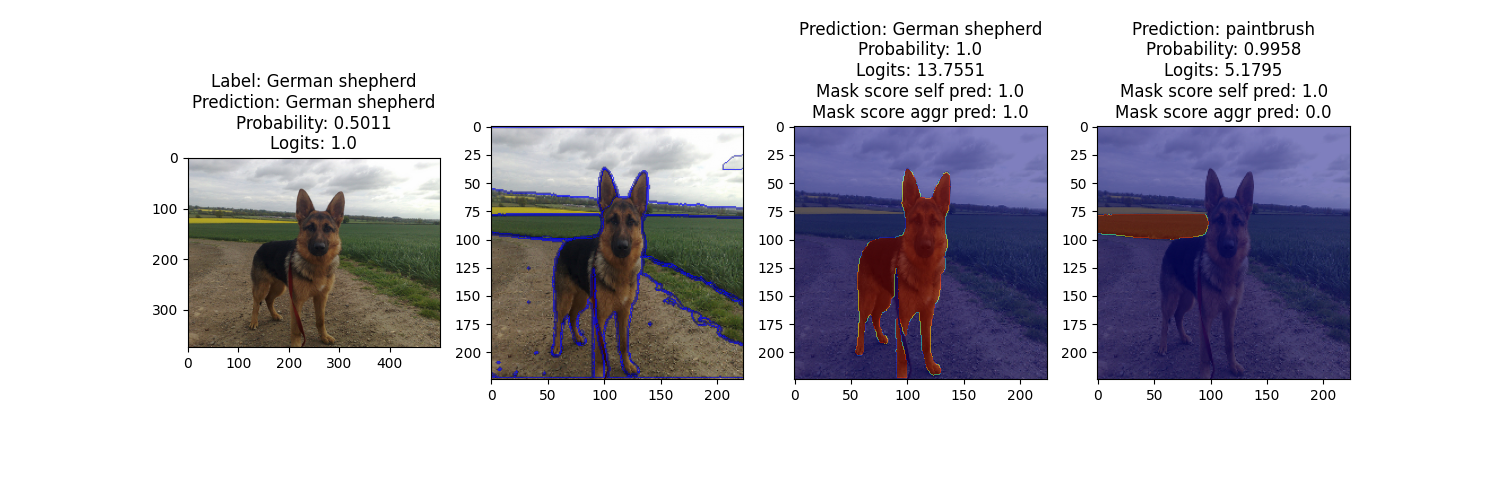 Label: German shepherd
Prediction: German shepherd
Probability: 0.5011
Logits: 1.0
0
100
200
300
0 100 200 300 400
0
25
50
75
100
125
150
175
200
0 50 100 150 200
Prediction: German shepherd
Probability: 1.0
Logits: 13.7551
Mask score self pred: 1.0
Mask score aggr pred: 1.0
0
25
50
75
100
125
150
175
200
0 50 100 150 200
Prediction: paintbrush
Probability: 0.9958
Logits: 5.1795
Mask score self pred: 1.0
Mask score aggr pred: 0.0
0
25
50
75
100
125
150
175
200
0 50 100 150 200